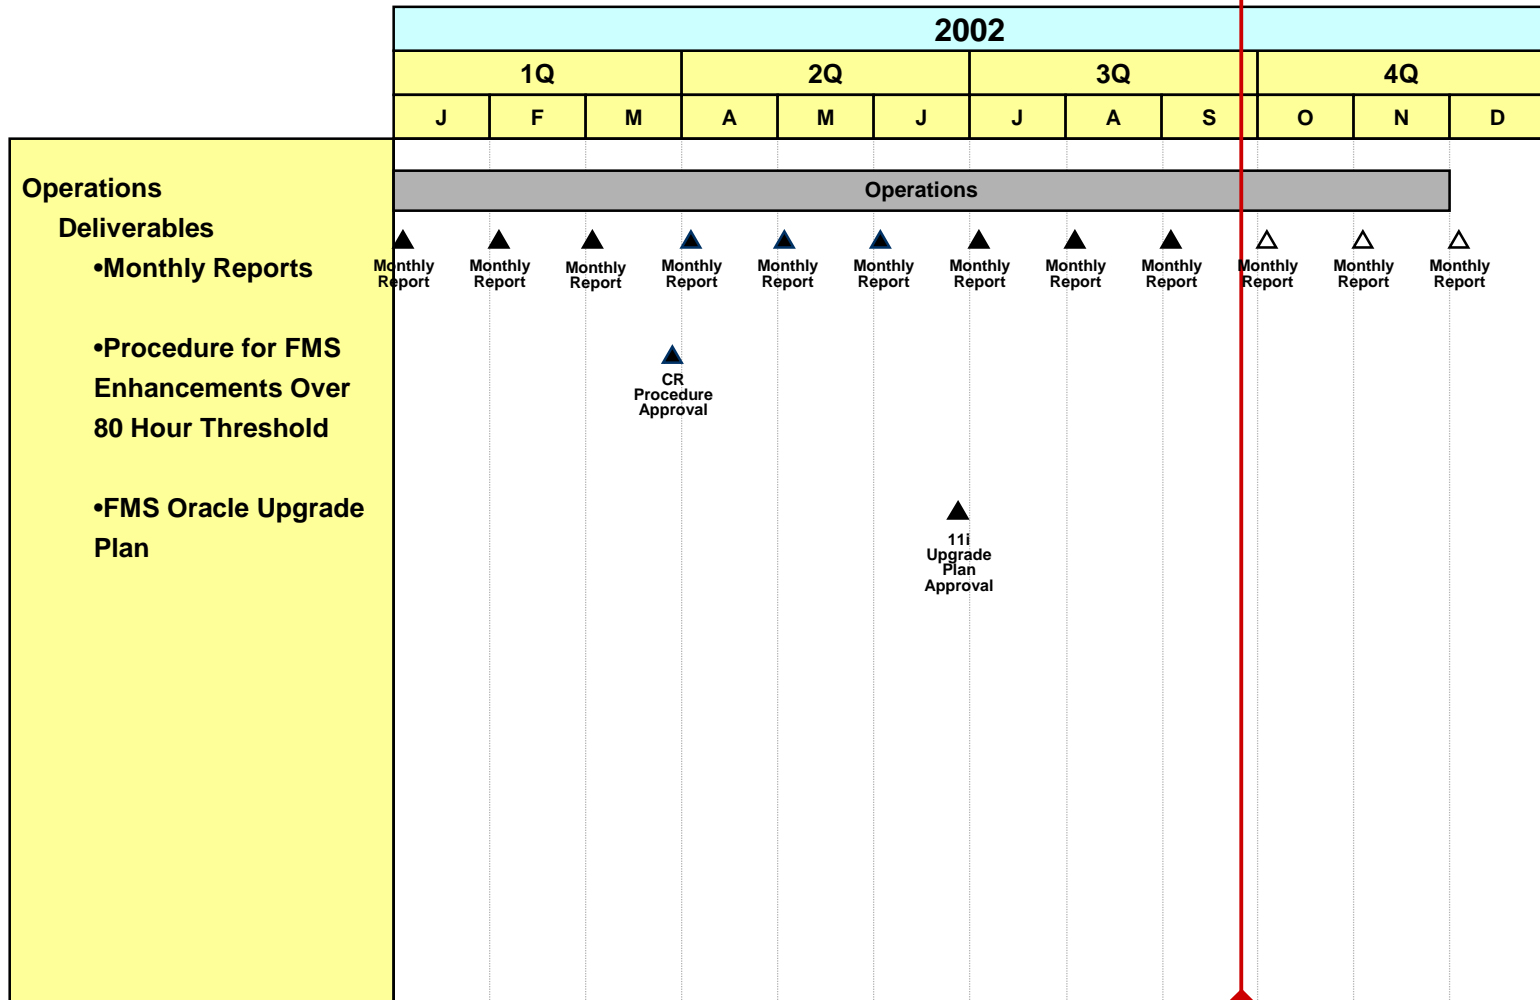 2002
1Q 2Q 3Q 4Q
J F M A M J J A S O N D
Operations
Operations
Deliverables
•Monthly Reports
Monthly Monthly Monthly Monthly Monthly Monthly Monthly Monthly Monthly Monthly Monthly Monthly
Report Report Report Report Report Report Report Report Report Report Report Report
•Procedure for FMS
Enhancements Over
80 Hour Threshold
CR
Procedure
Approval
•FMS Oracle Upgrade
Plan
11i
Upgrade
Plan
Approval